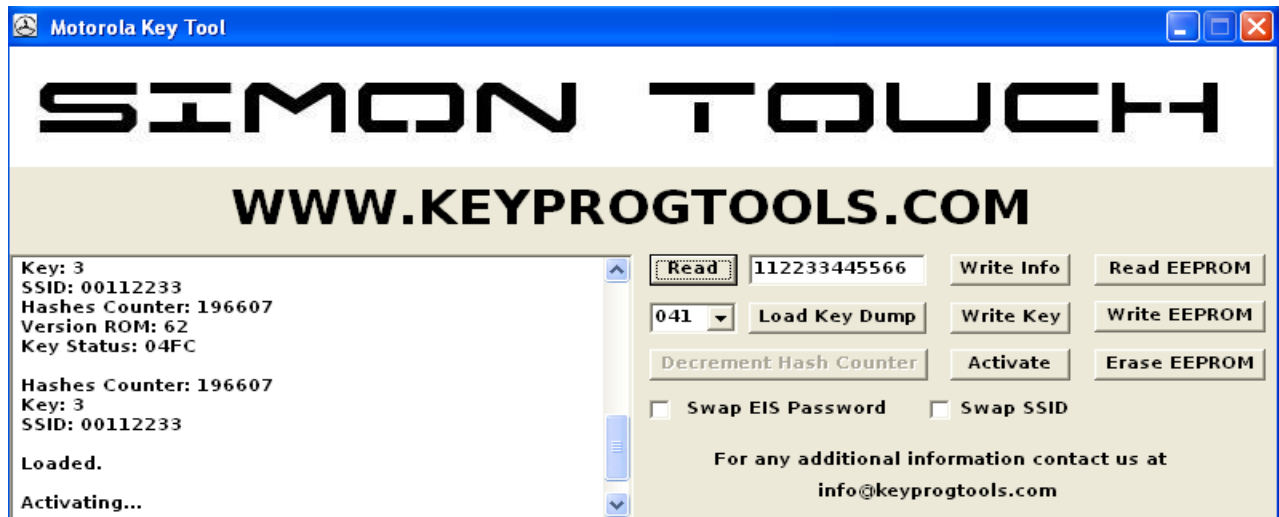 Motorola Key Tool
SIMON TOUCH
WWW.KEYPROGTOOLS.COM
Key: 3
SSID: 00112233
Hashes Counter: 196607
Version ROM: 62
Key Status: 04FC
Hashes Counter: 196607
Key: 3
SSID: 00112233
Loaded.
Activating...
Read 112233445566 Write Info Read EEPROM
041 Load Key Dump Write Key Write EEPROM
Decrement Hash Counter Activate Erase EEPROM
Swap EIS Password Swap SSID
For any additional information contact us at
info@keyprogtools.com